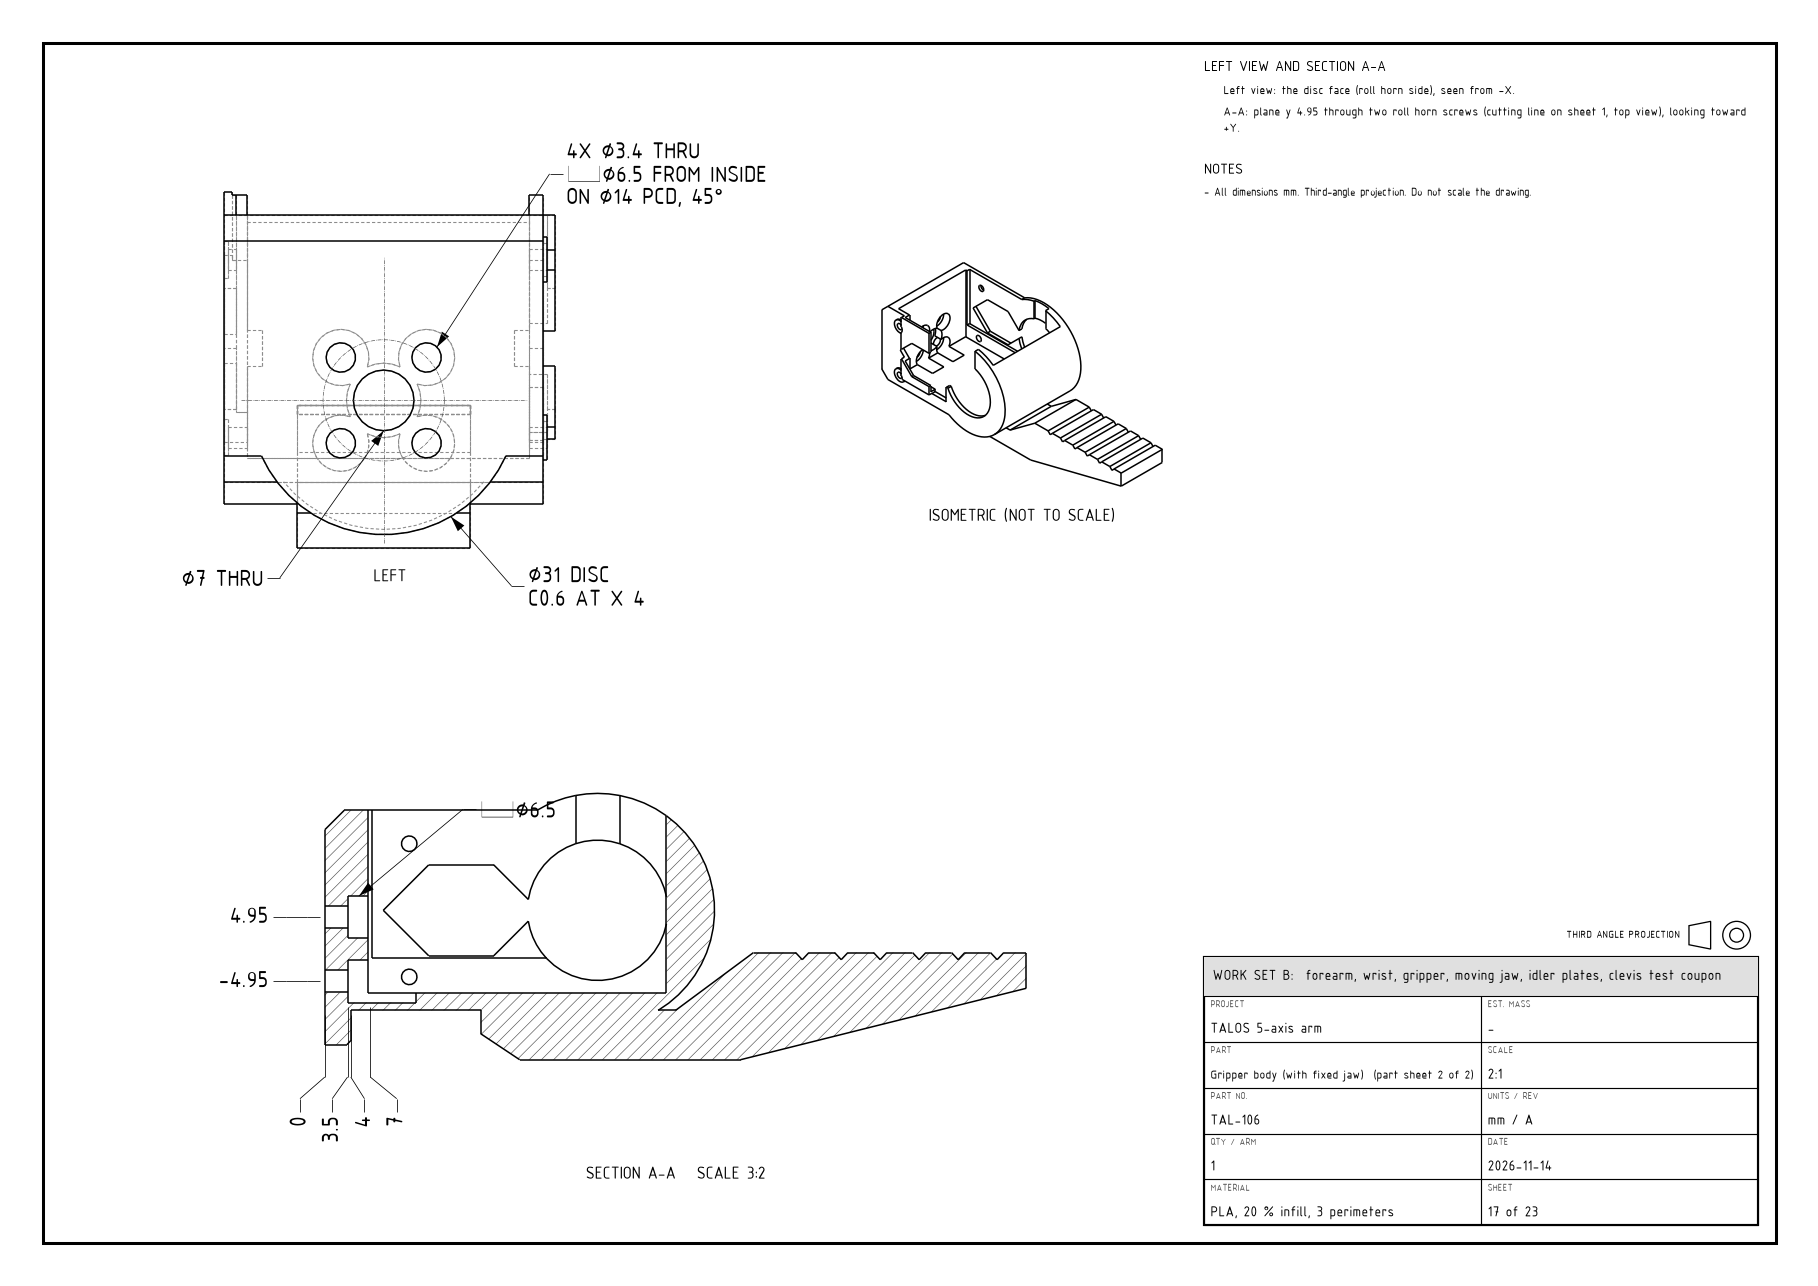 LEFT VIEW AND SECTION A-A
Left view: the disc face (roll horn side), seen from -X.
A-A: plane y 4.95 through two roll horn screws (cutting line on sheet 1, top view), looking toward
+Y.
NOTES
- All dimensions mm. Third-angle projection. Do not scale the drawing.
4X Ø3.4 THRU
Ø6.5 FROM INSIDE
ON Ø14 PCD, 45°
Ø7 THRU
LEFT
Ø31 DISC
C0.6 AT X 4
ISOMETRIC (NOT TO SCALE)
Ø6.5
4.95
-4.95
0
3.5
4
7
SECTION A-A SCALE 3:2
THIRD ANGLE PROJECTION
WORK SET B: forearm, wrist, gripper, moving jaw, idler plates, clevis test coupon
PROJECT
TALOS 5-axis arm
EST. MASS
-
PART
Gripper body (with fixed jaw) (part sheet 2 of 2)
SCALE
2:1
PART NO.
TAL-106
UNITS / REV
mm / A
QTY / ARM
1
DATE
2026-11-14
MATERIAL
PLA, 20 % infill, 3 perimeters
SHEET
17 of 23